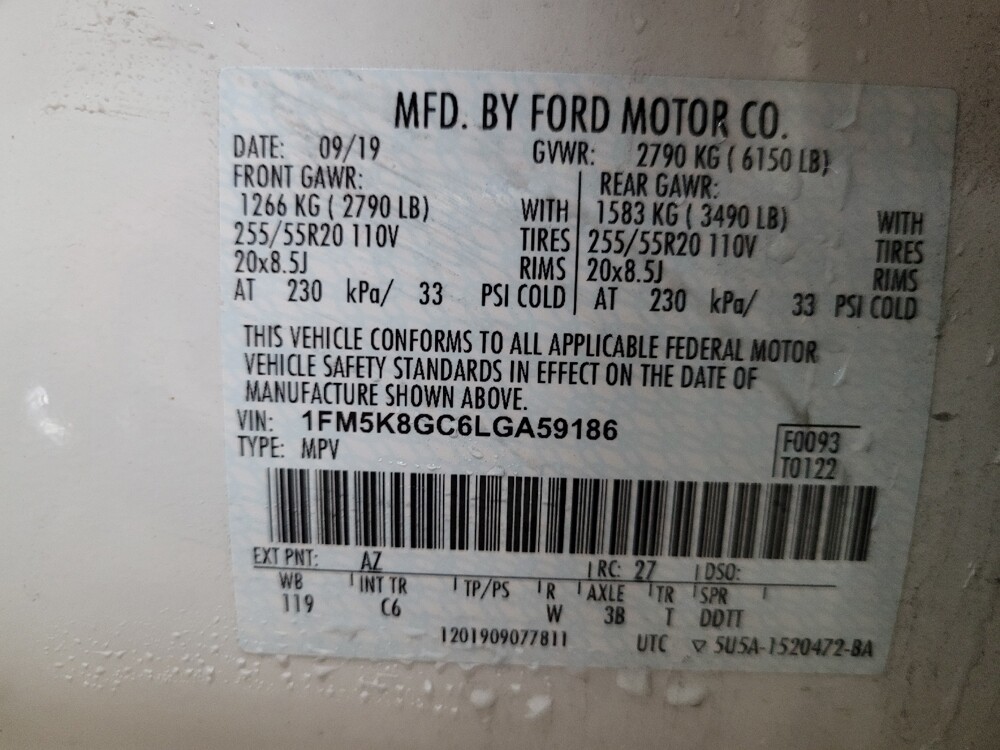 MFD. BY FORD MOTOR CO.
DATE: 09/19 GVWR: 2790 KG ( 6150 LB)
FRONT GAWR: REAR GAWR:
1266 KG ( 2790 LB) WITH 1583 KG ( 3490 LB) WITH
255/55R20 110V TIRES 255/55R20 110V TIRES
20x8.5J RIMS 20x8.5J RIMS
AT 230 kPa/ 33 PSI COLD AT 230 kPa/ 33 PSI COLD
THIS VEHICLE CONFORMS TO ALL APPLICABLE FEDERAL MOTOR
VEHICLE SAFETY STANDARDS IN EFFECT ON THE DATE OF
MANUFACTURE SHOWN ABOVE.
VIN: 1FM5K8GC6LGA59186
TYPE: MPV
F0093
T0122
EXT PNT: AZ RC: 27 DSO:
WB INT TR TP/PS R AXLE TR SPR
119 C6 W 3B T DDTT
1201909077811 UTC ▽ 5U5A-1520472-BA